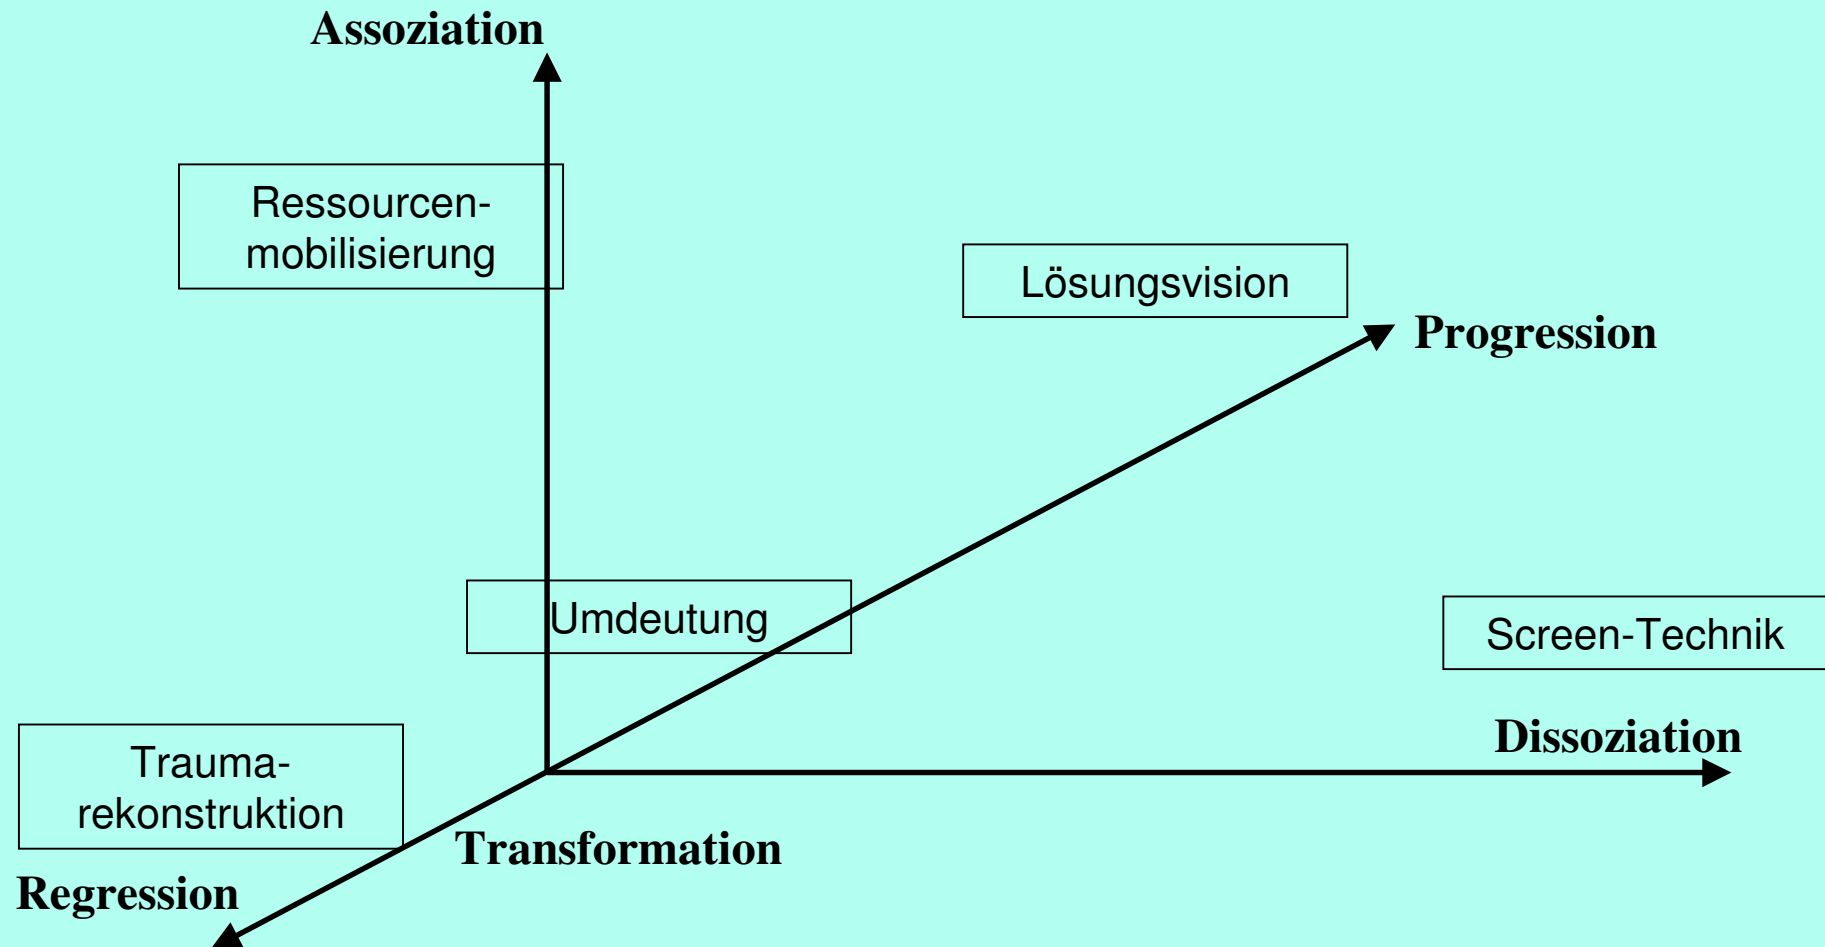 Assoziation
Ressourcen-
mobilisierung
Lösungsvision
Progression
Umdeutung
Screen-Technik
Dissoziation
Trauma-
rekonstruktion
Transformation
Regression